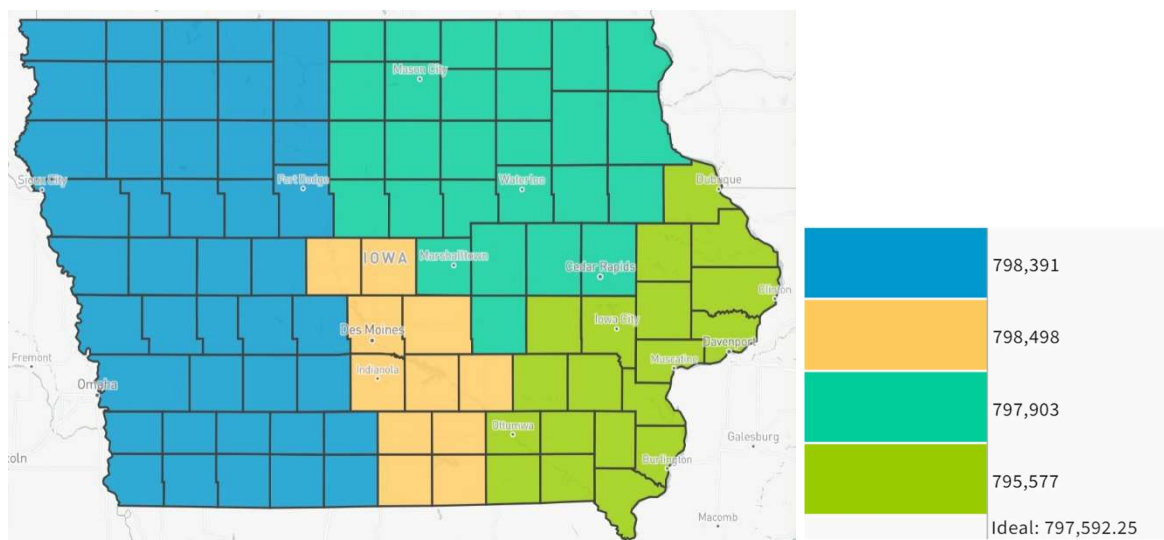 Mason City
Sioux City
Fort Dodge
Waterloo
Dubuque
IOWA
Marshalltown
Cedar Rapids
Clinton
Des Moines
Iowa City
Davenport
Fremont
Muscatine
Indianola
Omaha
Ottumwa
Galesburg
coln
Burlington
Macomb
798,391
798,498
797,903
795,577
Ideal: 797,592.25